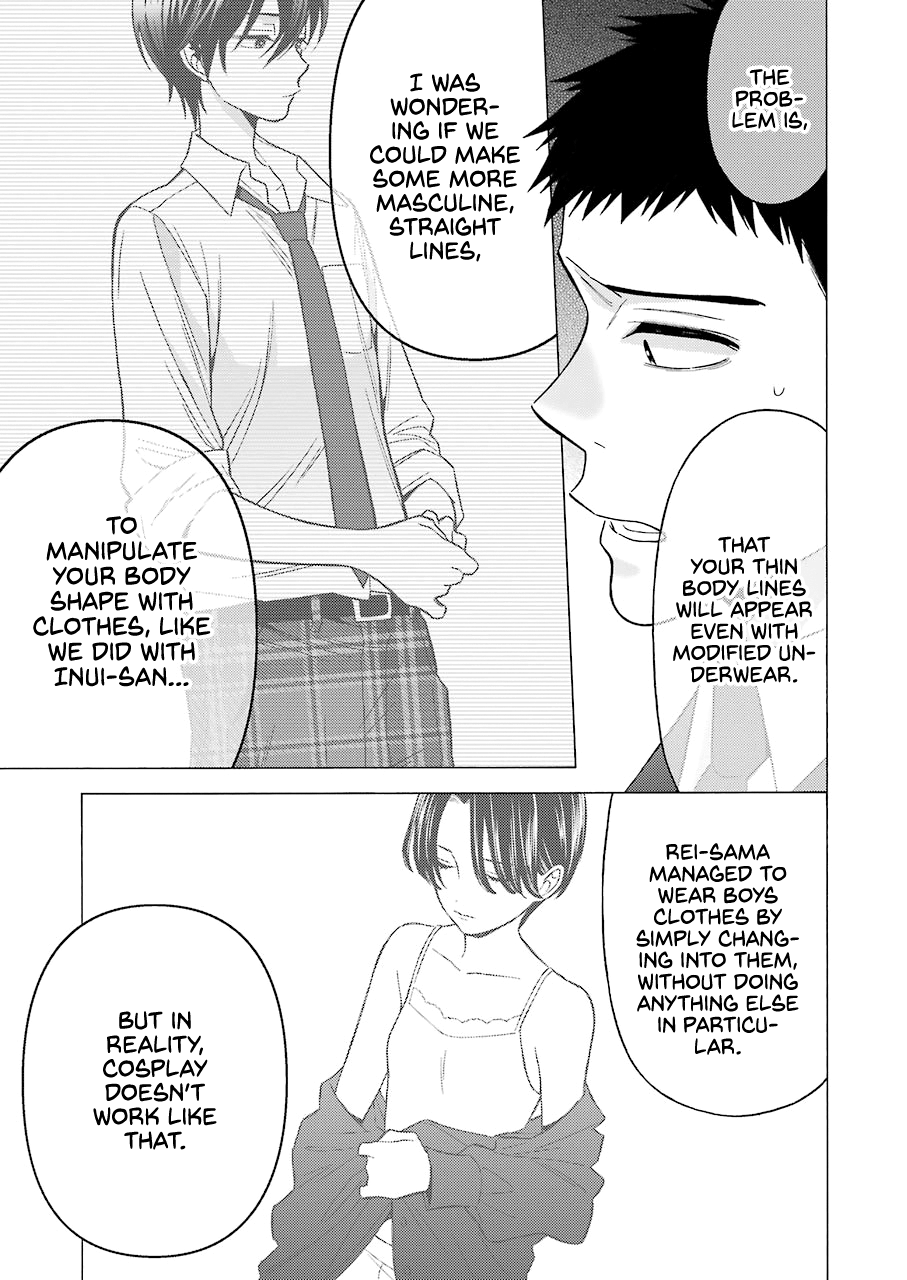 THE
PROB-
LEM IS,
THAT
YOUR THIN
BODY LINES
WILL APPEAR
EVEN WITH
MODIFIED UN-
DERWEAR.
I WAS
WONDER-
ING IF WE
COULD MAKE
SOME MORE
MASCULINE,
STRAIGHT
LINES,
TO
MANIPULATE
YOUR BODY
SHAPE WITH
CLOTHES, LIKE
WE DID WITH
INUI-SAN...
REI-SAMA
MANAGED TO
WEAR BOYS
CLOTHES BY
SIMPLY CHANG-
ING INTO THEM,
WITHOUT DOING
ANYTHING ELSE
IN PARTICU-
LAR.
BUT IN
REALITY,
COSPLAY
DOESN'T
WORK LIKE
THAT.